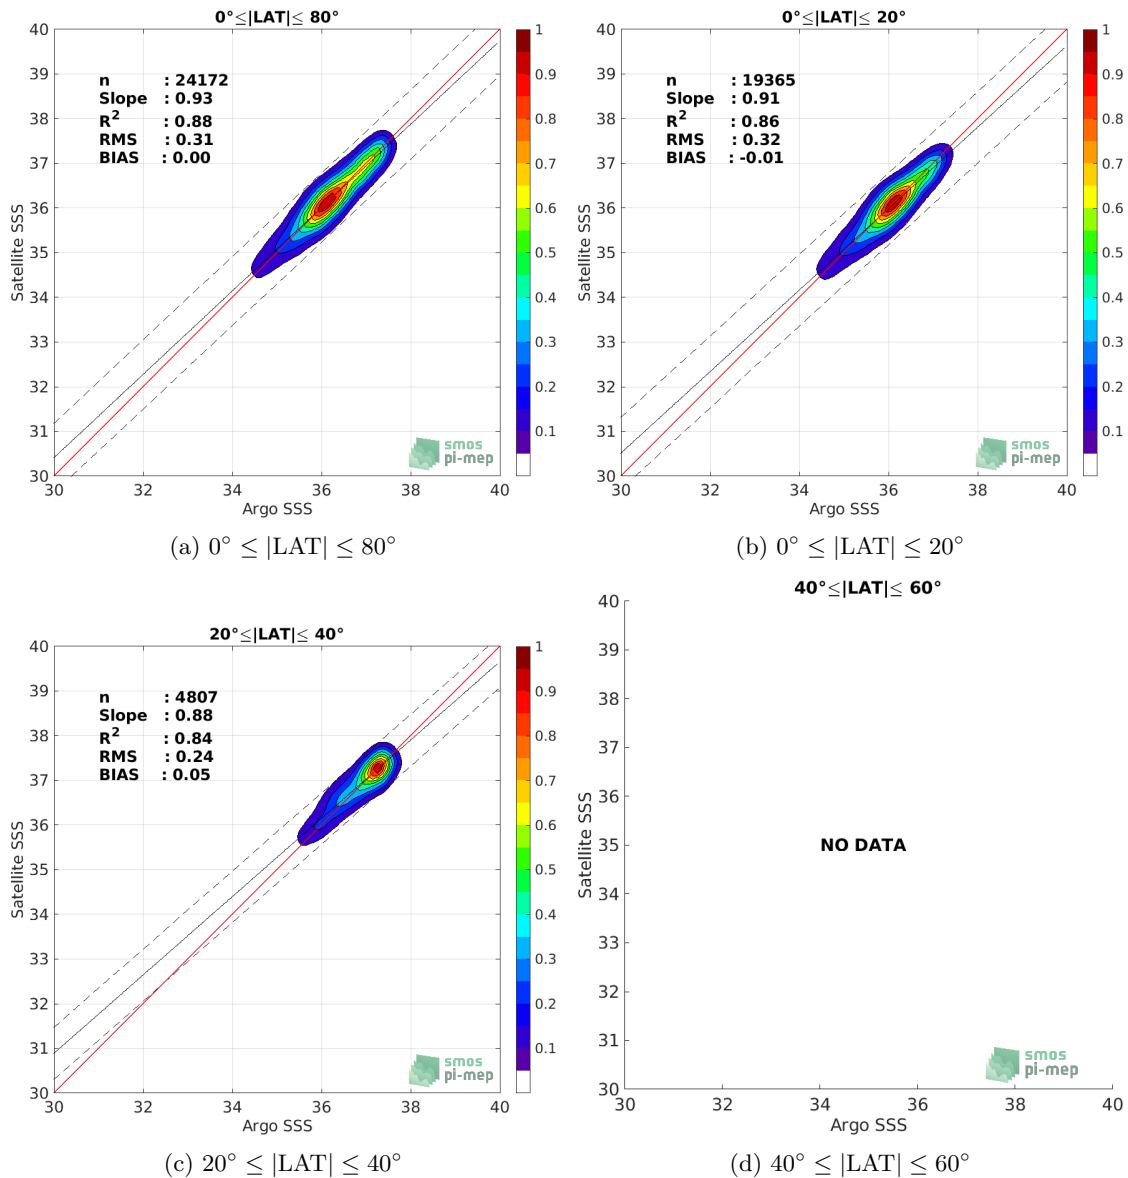 0°≤|LAT|≤ 80°
40
39
38
37
36
35
34
33
32
31
30
30 32 34 36 38 40
Satellite SSS
Argo SSS
n : 24172
Slope : 0.93
R² : 0.88
RMS : 0.31
BIAS : 0.00
1
0.9
0.8
0.7
0.6
0.5
0.4
0.3
0.2
0.1
smos
pi-mep
(a) 0° ≤ |LAT| ≤ 80°
0°≤|LAT|≤ 20°
40
39
38
37
36
35
34
33
32
31
30
30 32 34 36 38 40
Satellite SSS
Argo SSS
n : 19365
Slope : 0.91
R² : 0.86
RMS : 0.32
BIAS : -0.01
1
0.9
0.8
0.7
0.6
0.5
0.4
0.3
0.2
0.1
smos
pi-mep
(b) 0° ≤ |LAT| ≤ 20°
20°≤|LAT|≤ 40°
40
39
38
37
36
35
34
33
32
31
30
30 32 34 36 38 40
Satellite SSS
Argo SSS
n : 4807
Slope : 0.88
R² : 0.84
RMS : 0.24
BIAS : 0.05
1
0.9
0.8
0.7
0.6
0.5
0.4
0.3
0.2
0.1
smos
pi-mep
(c) 20° ≤ |LAT| ≤ 40°
40°≤|LAT|≤ 60°
40
39
38
37
36
35
34
33
32
31
30
30 32 34 36 38 40
Satellite SSS
Argo SSS
NO DATA
smos
pi-mep
(d) 40° ≤ |LAT| ≤ 60°